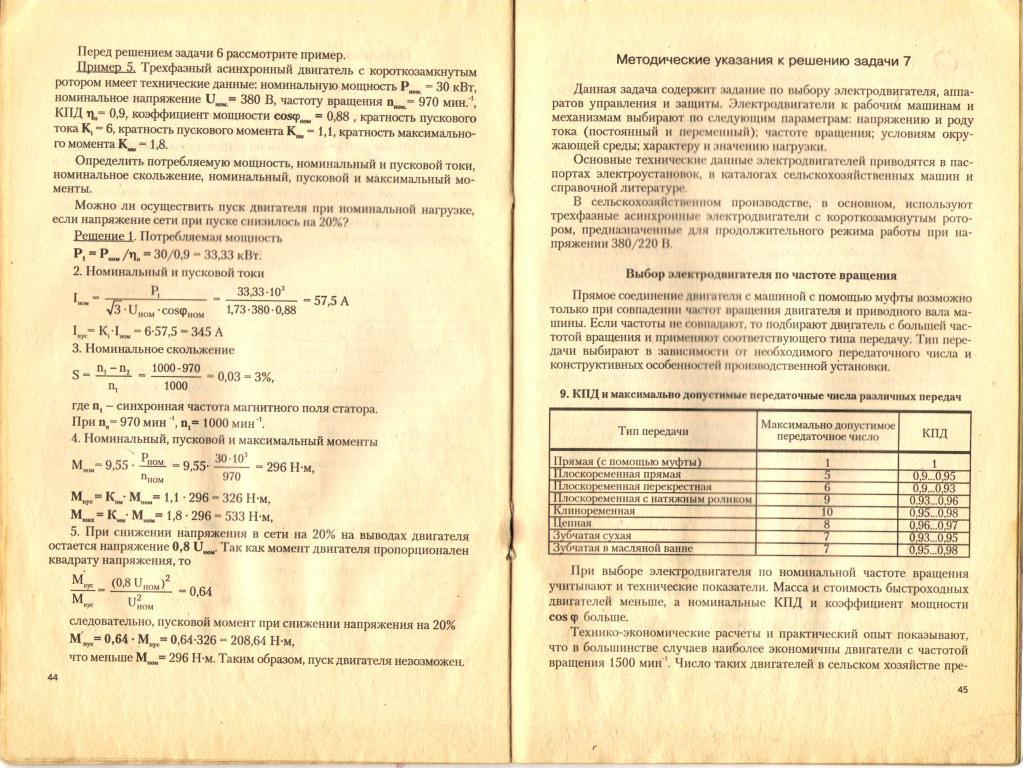 Перед решением задачи 6 рассмотрите пример.
Пример 5. Трехфазный асинхронный двигатель с короткозамкнутым
ротором имеет технические данные: номинальную мощность Pном. = 30 кВт,
номинальное напряжение Uном.= 380 В, частоту вращения nном.= 970 мин.⁻¹,
КПД ηн= 0,9, коэффициент мощности cosφном = 0,88 , кратность пускового
тока Ki = 6, кратность пускового момента Kпм = 1,1, кратность максимально-
го момента Kмм = 1,8.
Определить потребляемую мощность, номинальный и пусковой токи,
номинальное скольжение, номинальный, пусковой и максимальный мо-
менты.
Можно ли осуществить пуск двигателя при номинальной нагрузке,
если напряжение сети при пуске снизилось на 20%?
Решение 1. Потребляемая мощность
P₁ = Pном /ηн = 30/0,9 = 33,33 кВт.
2. Номинальный и пусковой токи
Iном = P₁ / (√3 · Uном · cosφном) = 33,33·10³ / (1,73·380·0,88) = 57,5 А
Iпус= Ki·Iном = 6·57,5 = 345 А
3. Номинальное скольжение
S = (n₁ – n₂) / n₁ = (1000-970) / 1000 = 0,03 = 3%,
где n₁ – синхронная частота магнитного поля статора.
При nн= 970 мин ⁻¹, n₁= 1000 мин⁻¹.
4. Номинальный, пусковой и максимальный моменты
Mном = 9,55 · Pном / nном = 9,55· 30·10³ / 970 = 296 Н·м,
Mпус = Kпм· Mном = 1,1 · 296 = 326 Н·м,
Mmax = Kмм· Mном = 1,8 · 296 = 533 Н·м,
5. При снижении напряжения в сети на 20% на выводах двигателя
остается напряжение 0,8 Uном. Так как момент двигателя пропорционален
квадрату напряжения, то
M'пус / Mпус = (0,8 Uном)² / U²ном = 0,64
следовательно, пусковой момент при снижении напряжения на 20%
M'пус= 0,64 · Mпус= 0,64·326 = 208,64 Н·м,
что меньше Mном= 296 Н·м. Таким образом, пуск двигателя невозможен.
44
Методические указания к решению задачи 7
Данная задача содержит задание по выбору электродвигателя, аппа-
ратов управления и защиты. Электродвигатели к рабочим машинам и
механизмам выбирают по следующим параметрам: напряжению и роду
тока (постоянный и переменный); частоте вращения; условиям окру-
жающей среды; характеру и значению нагрузки.
Основные технические данные электродвигателей приводятся в пас-
портах электроустановок, в каталогах сельскохозяйственных машин и
справочной литературе.
В сельскохозяйственном производстве, в основном, используют
трехфазные асинхронные электродвигатели с короткозамкнутым рото-
ром, предназначенные для продолжительного режима работы при на-
пряжении 380/220 В.
Выбор электродвигателя по частоте вращения
Прямое соединение двигателя с машиной с помощью муфты возможно
только при совпадении частот вращения двигателя и приводного вала ма-
шины. Если частоты не совпадают, то подбирают двигатель с большей час-
тотой вращения и применяют соответствующего типа передачу. Тип пере-
дачи выбирают в зависимости от необходимого передаточного числа и
конструктивных особенностей производственной установки.
9. КПД и максимально допустимые передаточные числа различных передач
Тип передачи Максимально допустимое передаточное число КПД
Прямая (с помощью муфты) 1 1
Плоскоременная прямая 5 0,9...0,95
Плоскоременная перекрестная 6 0,9...0,93
Плоскоременная с натяжным роликом 9 0,93...0,96
Клиноременная 10 0,95...0,98
Цепная 8 0,96...0,97
Зубчатая сухая 7 0,93...0,95
Зубчатая в масляной ванне 7 0,95...0,98
При выборе электродвигателя по номинальной частоте вращения
учитывают и технические показатели. Масса и стоимость быстроходных
двигателей меньше, а номинальные КПД и коэффициент мощности
cos φ больше.
Технико-экономические расчеты и практический опыт показывают,
что в большинстве случаев наиболее экономичны двигатели с частотой
вращения 1500 мин⁻¹. Число таких двигателей в сельском хозяйстве пре-
45